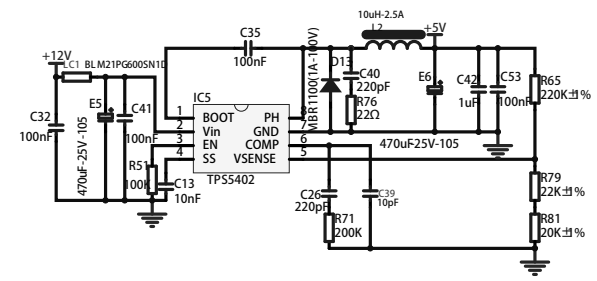 10uH-2.5A
L2
+5V
C35
100nF
+12V
LC1 BLM21PG600SN1D
D13
MBR1100(1A-100V)
C40
220pF
R76
22Ω
E6
470uF25V-105
C42
1uF
C53
100nF
R65
220K±1%
C32
100nF
E5
470uF-25V-105
C41
100nF
IC5
1 BOOT PH 8
2 Vin GND 7
3 EN COMP 6
4 SS VSENSE 5
TPS5402
R51
100K
C13
10nF
C26
220pF
C39
10pF
R71
200K
R79
22K±1%
R81
20K±1%